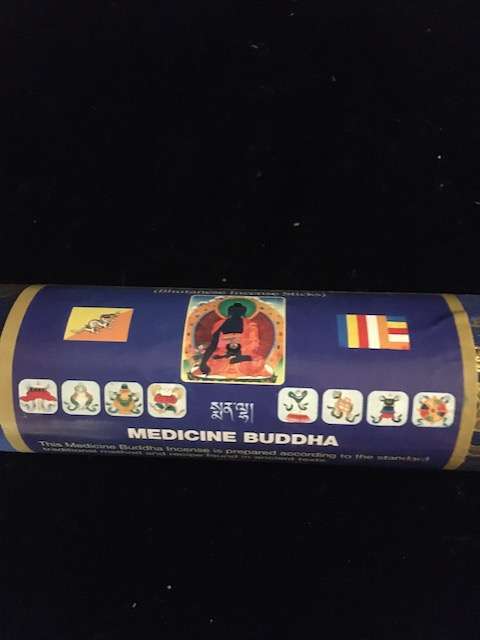 (Bhutanese Incense Sticks)
སྨན་ལྷ།
MEDICINE BUDDHA
This Medicine Buddha Incense is prepared according to the standard
traditional method and recipe found in ancient texts.